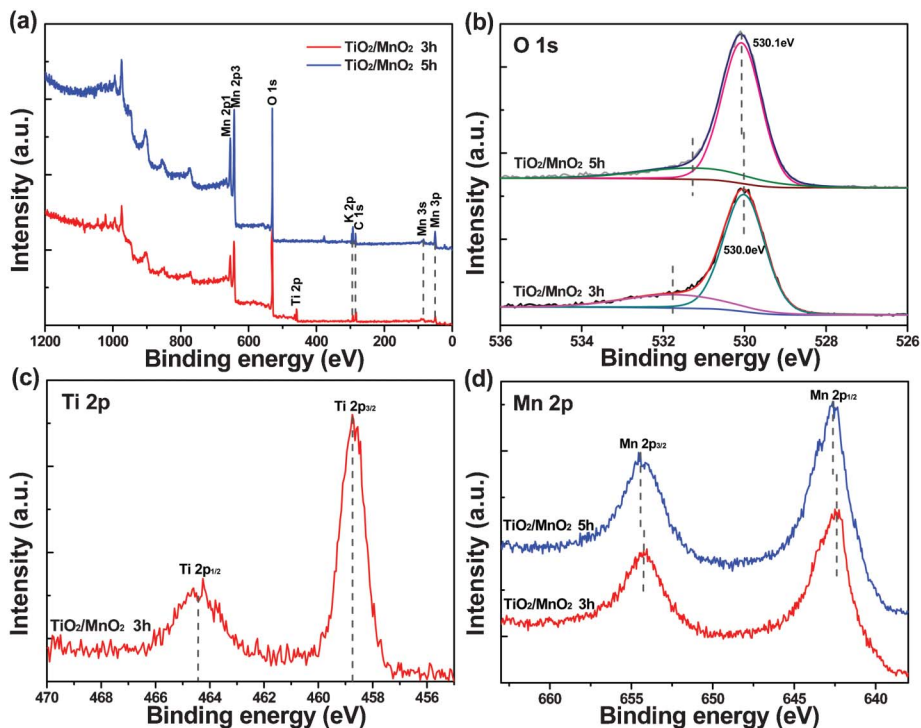 (a)
TiO₂/MnO₂ 3h
TiO₂/MnO₂ 5h
Mn 2p1
Mn 2p3
O 1s
Ti 2p
K 2p
C 1s
Mn 3s
Mn 3p
Intensity (a.u.)
1200 1000 800 600 400 200 0
Binding energy (eV)
(b)
O 1s
530.1eV
TiO₂/MnO₂ 5h
530.0eV
TiO₂/MnO₂ 3h
Intensity (a.u.)
536 534 532 530 528 526
Binding energy (eV)
(c)
Ti 2p
Ti 2p₃/₂
Ti 2p₁/₂
TiO₂/MnO₂ 3h
Intensity (a.u.)
470 468 466 464 462 460 458 456
Binding energy (eV)
(d)
Mn 2p
Mn 2p₁/₂
Mn 2p₃/₂
TiO₂/MnO₂ 5h
TiO₂/MnO₂ 3h
Intensity (a.u.)
660 655 650 645 640
Binding energy (eV)